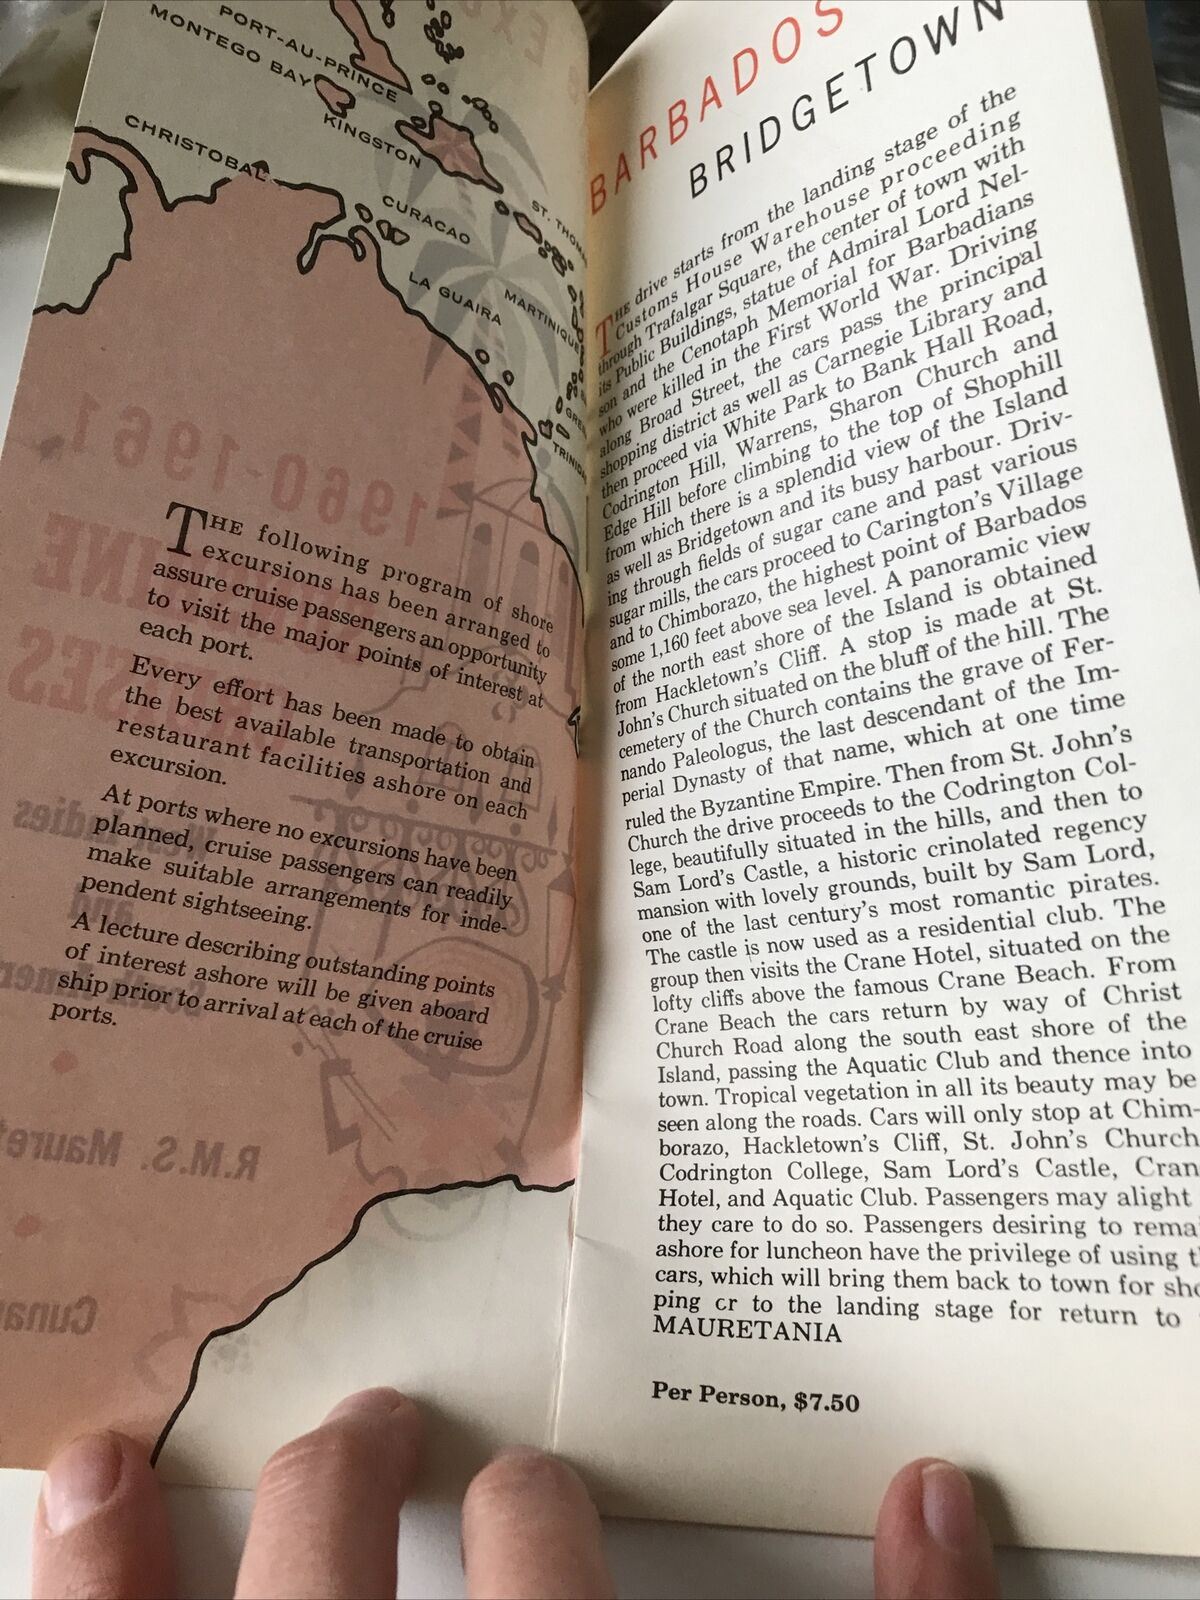 PORT-AU-PRINCE
MONTEGO BAY
KINGSTON
CHRISTOBAL
CURACAO
ST. THOMAS
LA GUAIRA
MARTINIQUE
THE following program of shore
excursions has been arranged to
assure cruise passengers an opportunity
to visit the major points of interest at
each port.
Every effort has been made to obtain
the best available transportation and
restaurant facilities ashore on each
excursion.
At ports where no excursions have been
planned, cruise passengers can readily
make suitable arrangements for inde-
pendent sightseeing.
A lecture describing outstanding points
of interest ashore will be given aboard
ship prior to arrival at each of the cruise
ports.
1960-1961
R.M.S.
BARBADOS
BRIDGETOWN
THE drive starts from the landing stage of the
Customs House Warehouse proceeding
through Trafalgar Square, the center of town with
its Public Buildings, statue of Admiral Lord Nel-
son and the Cenotaph Memorial for Barbadians
who were killed in the First World War. Driving
along Broad Street, the cars pass the principal
shopping district as well as Carnegie Library and
then proceed via White Park to Bank Hall Road,
Codrington Hill, Warrens, Sharon Church and
Edge Hill before climbing to the top of Shophill
from which there is a splendid view of the Island
as well as Bridgetown and its busy harbour. Driv-
ing through fields of sugar cane and past various
sugar mills, the cars proceed to Carington's Village
and to Chimborazo, the highest point of Barbados
some 1,160 feet above sea level. A panoramic view
of the north east shore of the Island is obtained
from Hackletown's Cliff. A stop is made at St.
John's Church situated on the bluff of the hill. The
cemetery of the Church contains the grave of Fer-
nando Paleologus, the last descendant of the Im-
perial Dynasty of that name, which at one time
ruled the Byzantine Empire. Then from St. John's
Church the drive proceeds to the Codrington Col-
lege, beautifully situated in the hills, and then to
Sam Lord's Castle, a historic crinolated regency
mansion with lovely grounds, built by Sam Lord,
one of the last century's most romantic pirates.
The castle is now used as a residential club. The
group then visits the Crane Hotel, situated on the
lofty cliffs above the famous Crane Beach. From
Crane Beach the cars return by way of Christ
Church Road along the south east shore of the
Island, passing the Aquatic Club and thence into
town. Tropical vegetation in all its beauty may be
seen along the roads. Cars will only stop at Chim-
borazo, Hackletown's Cliff, St. John's Church
Codrington College, Sam Lord's Castle, Cran
Hotel, and Aquatic Club. Passengers may alight
they care to do so. Passengers desiring to remai
ashore for luncheon have the privilege of using t
cars, which will bring them back to town for sho
ping or to the landing stage for return to
MAURETANIA
Per Person, $7.50